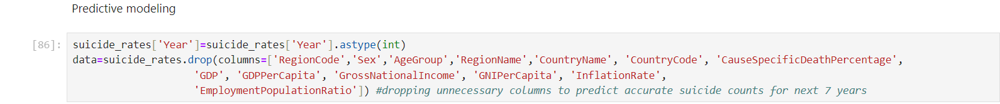 Predictive modeling
[86]: suicide_rates['Year']=suicide_rates['Year'].astype(int)
data=suicide_rates.drop(columns=['RegionCode','Sex','AgeGroup','RegionName','CountryName', 'CountryCode', 'CauseSpecificDeathPercentage',
'GDP', 'GDPPerCapita', 'GrossNationalIncome', 'GNIPerCapita', 'InflationRate',
'EmploymentPopulationRatio']) #dropping unnecessary columns to predict accurate suicide counts for next 7 years